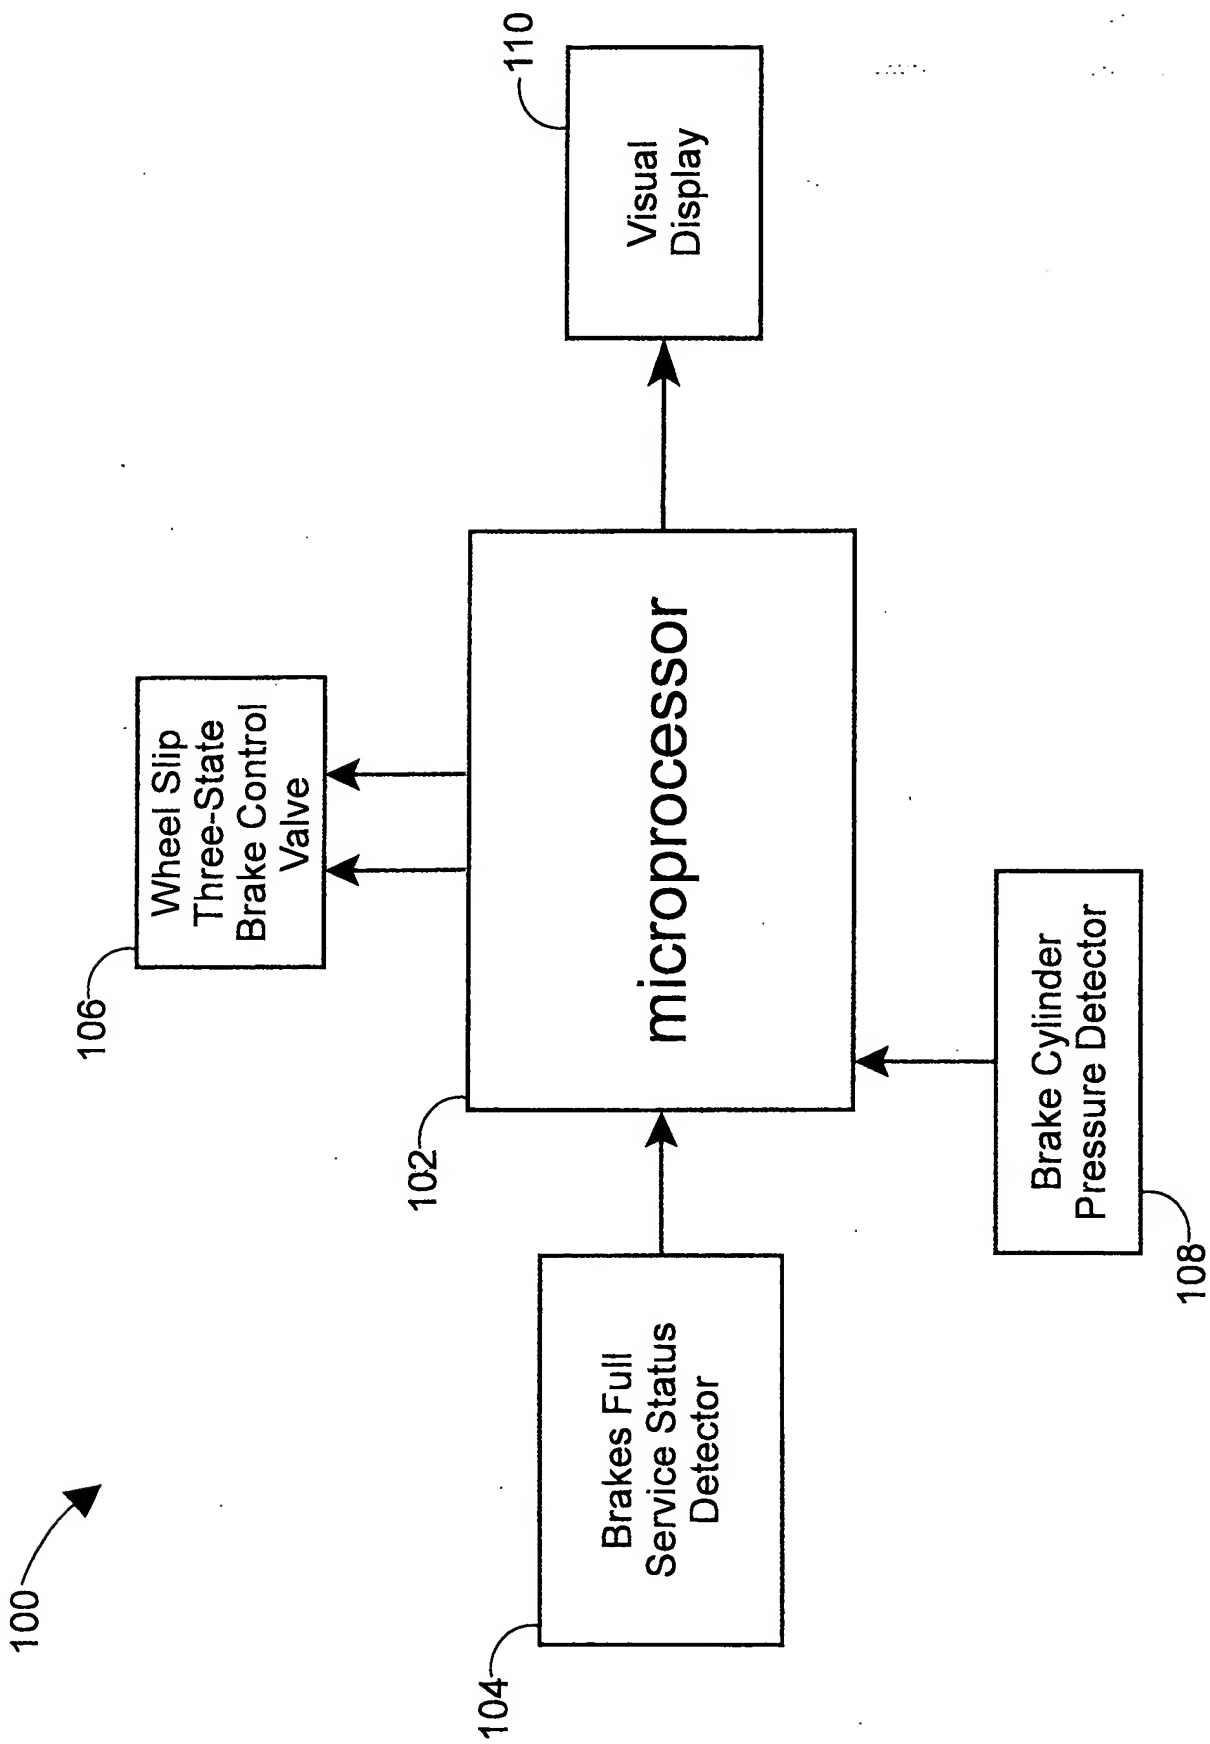 100
106
Wheel Slip
Three-State
Brake Control
Valve
102
microprocessor
110
Visual
Display
104
Brakes Full
Service Status
Detector
108
Brake Cylinder
Pressure Detector